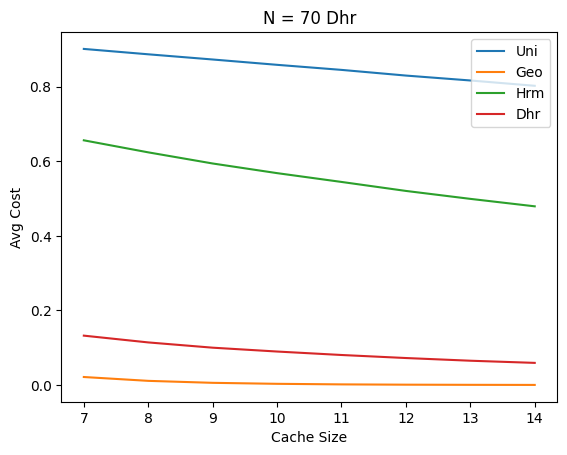 N = 70 Dhr
Uni
Geo
Hrm
Dhr
Avg Cost
0.8
0.6
0.4
0.2
0.0
7 8 9 10 11 12 13 14
Cache Size